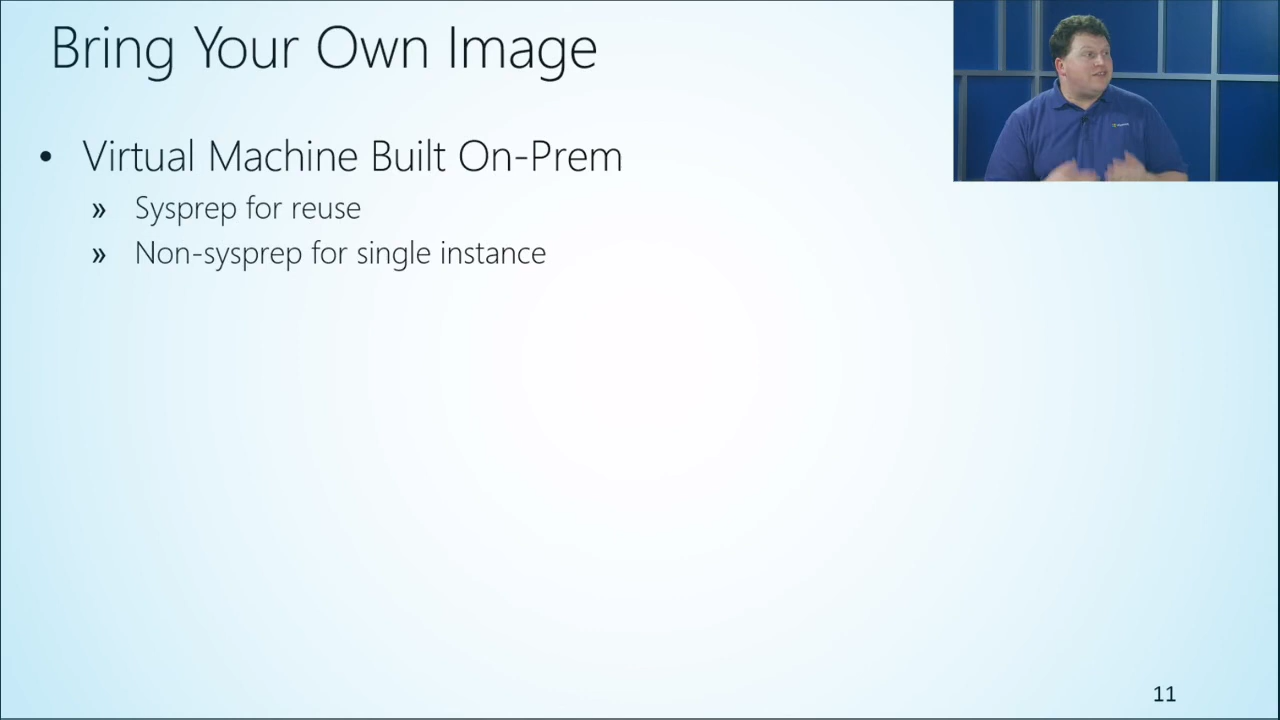 Bring Your Own Image
• Virtual Machine Built On-Prem
» Sysprep for reuse
» Non-sysprep for single instance
11